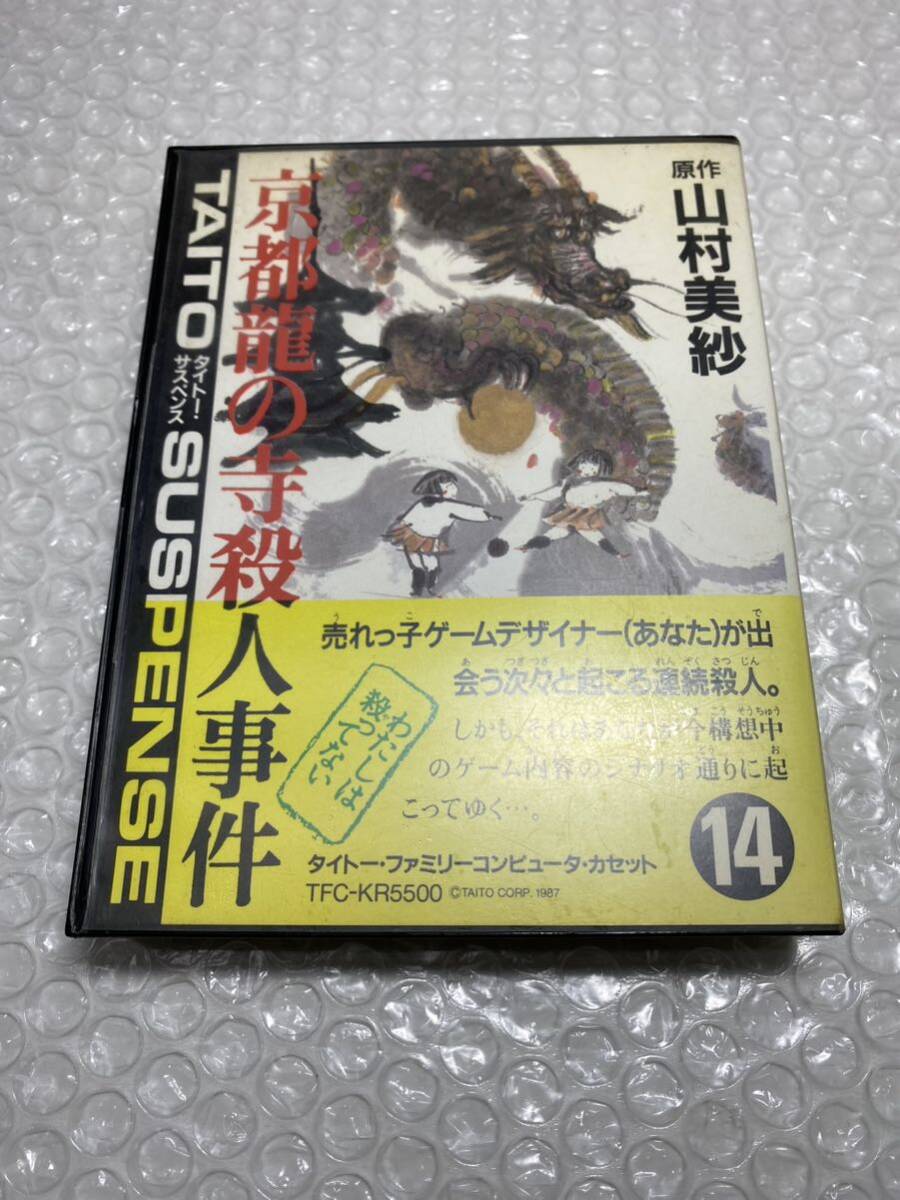 原作 山村美紗
京都龍の寺殺人事件
TAITO SUSPENSE
タイトー・
サスペンス
売れっ子ゲームデザイナー(あなた)が出
会う次々と起こる連続殺人。
しかも、それはあなたが今構想中
のゲーム内容のシナリオ通りに起
こってゆく…。
わたしは
殺ってない
14
タイトー・ファミリーコンピュータ・カセット
TFC-KR5500 ©TAITO CORP. 1987